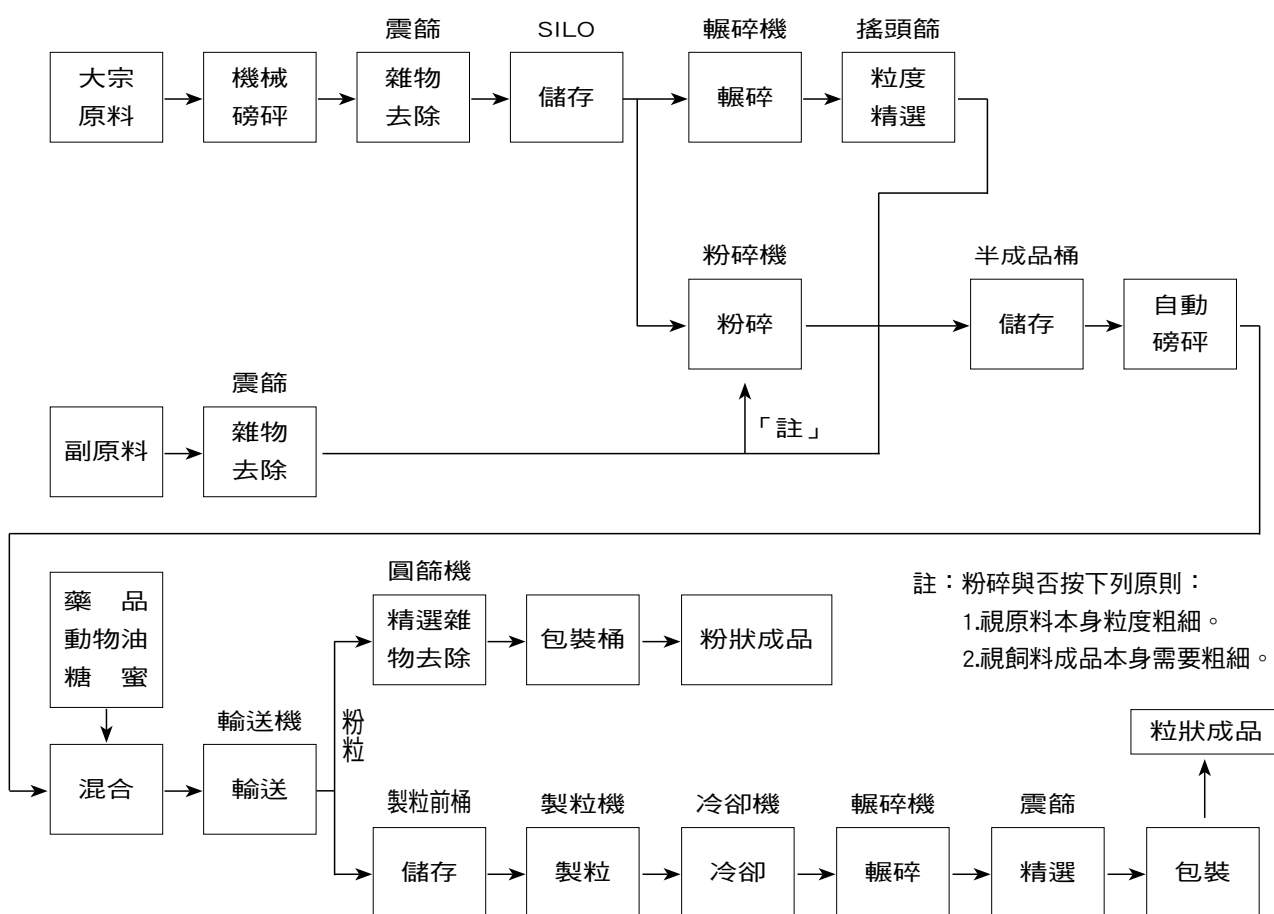 震篩
SILO
輾碎機
搖頭篩
大宗
原料
機械
磅砰
雜物
去除
儲存
輾碎
粒度
精選
粉碎機
半成品桶
粉碎
儲存
自動
磅砰
震篩
副原料
雜物
去除
「註」
藥 品
動物油
糖 蜜
圓篩機
精選雜
物去除
包裝桶
粉狀成品
註：粉碎與否按下列原則：
1.視原料本身粒度粗細。
2.視飼料成品本身需要粗細。
粉粒
輸送機
混合
輸送
粒狀成品
製粒前桶
製粒機
冷卻機
輾碎機
震篩
儲存
製粒
冷卻
輾碎
精選
包裝